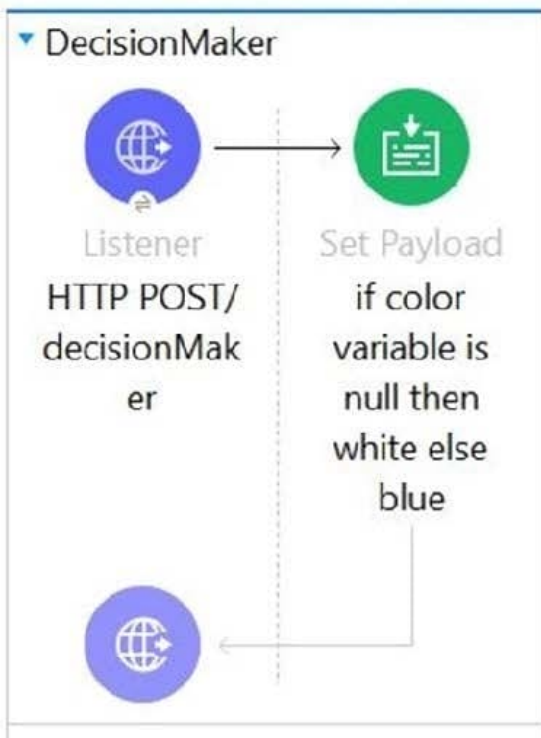 DecisionMaker
Listener
HTTP POST/
decisionMak
er
Set Payload
if color
variable is
null then
white else
blue